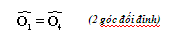 Ô₁ = Ô₄ (2 góc đối đỉnh)